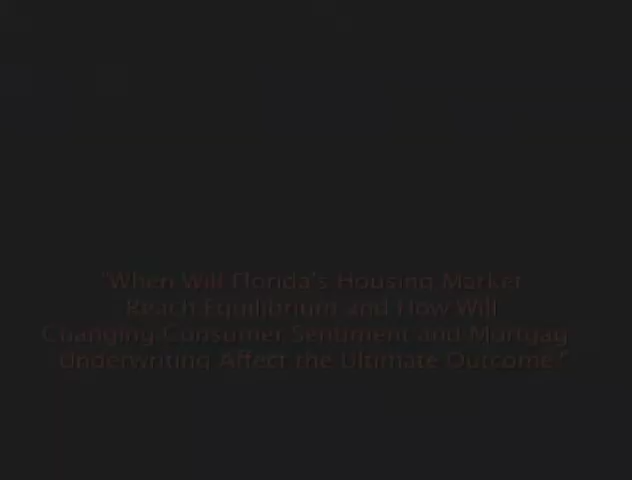 "When Will Florida's Housing Market
Reach Equilibrium and How Will
Changing Consumer Sentiment and Mortgag
Underwriting Affect the Ultimate Outcome"